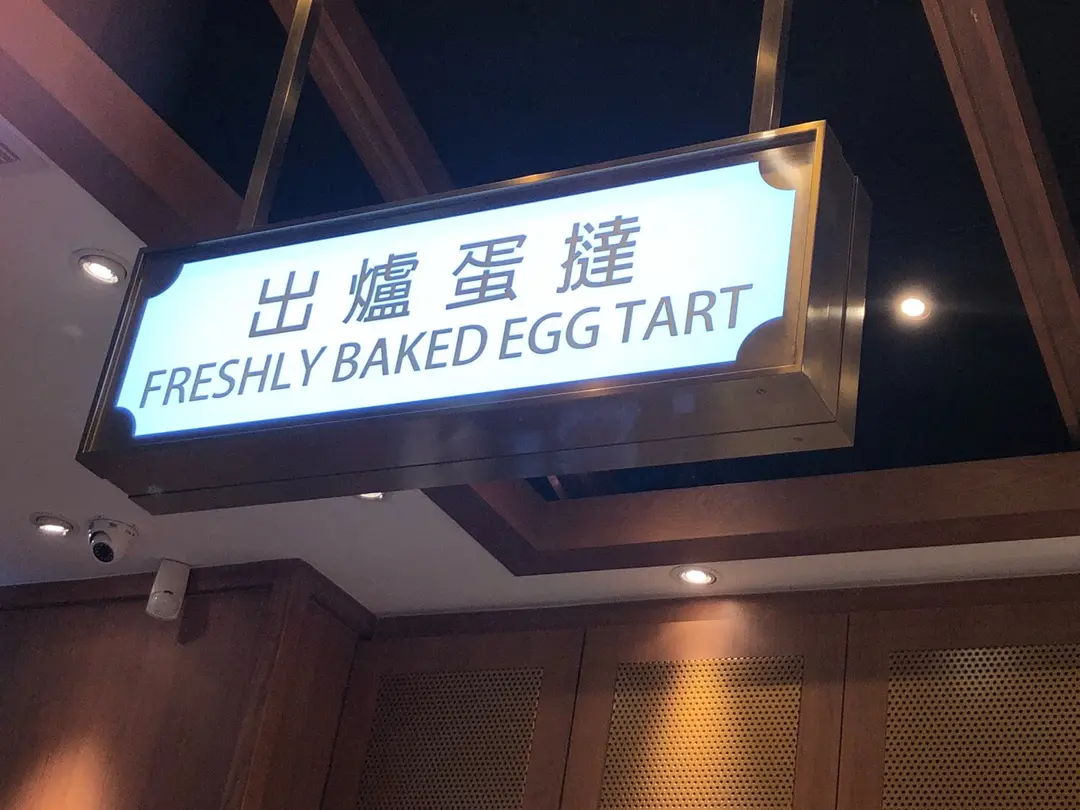 出爐蛋撻
FRESHLY BAKED EGG TART